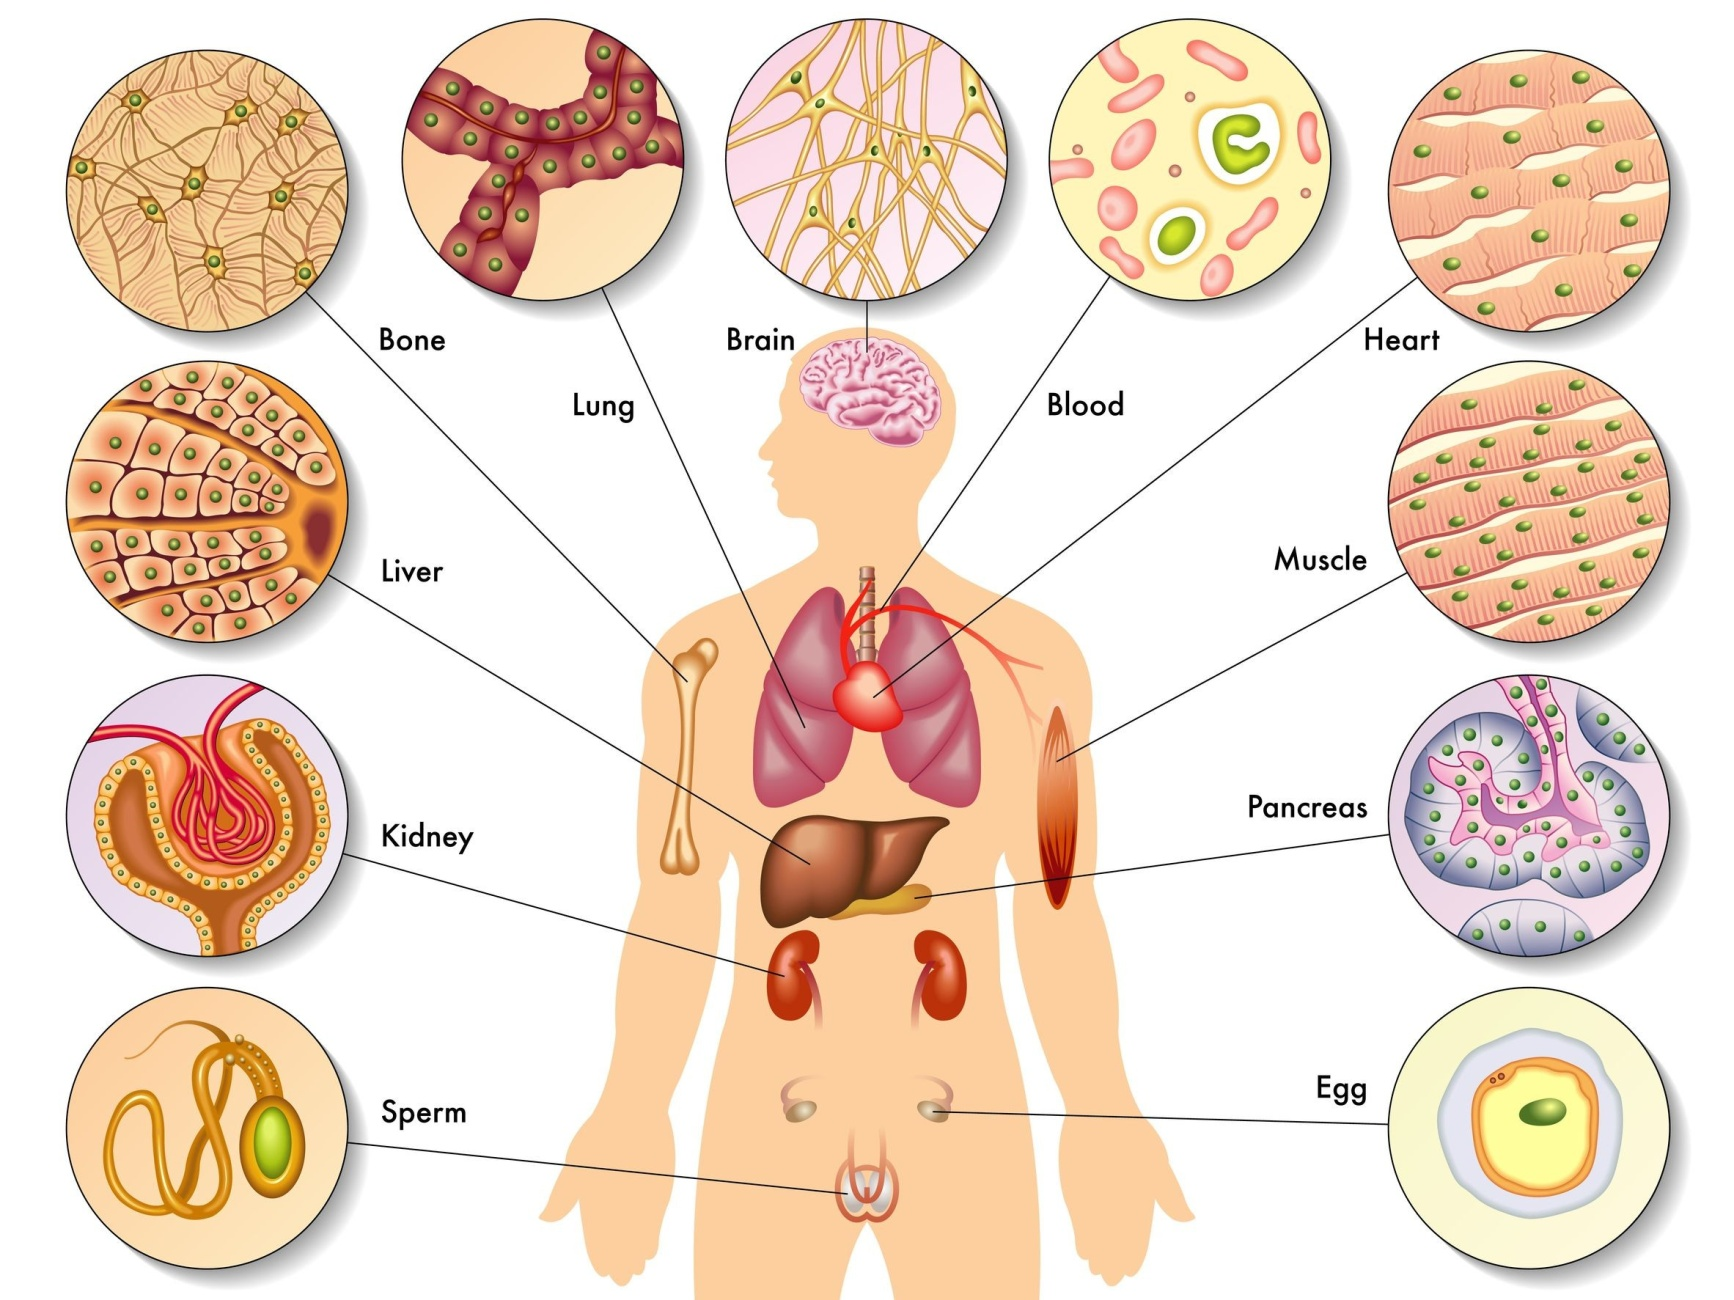 Bone
Lung
Brain
Blood
Heart
Liver
Muscle
Kidney
Pancreas
Sperm
Egg